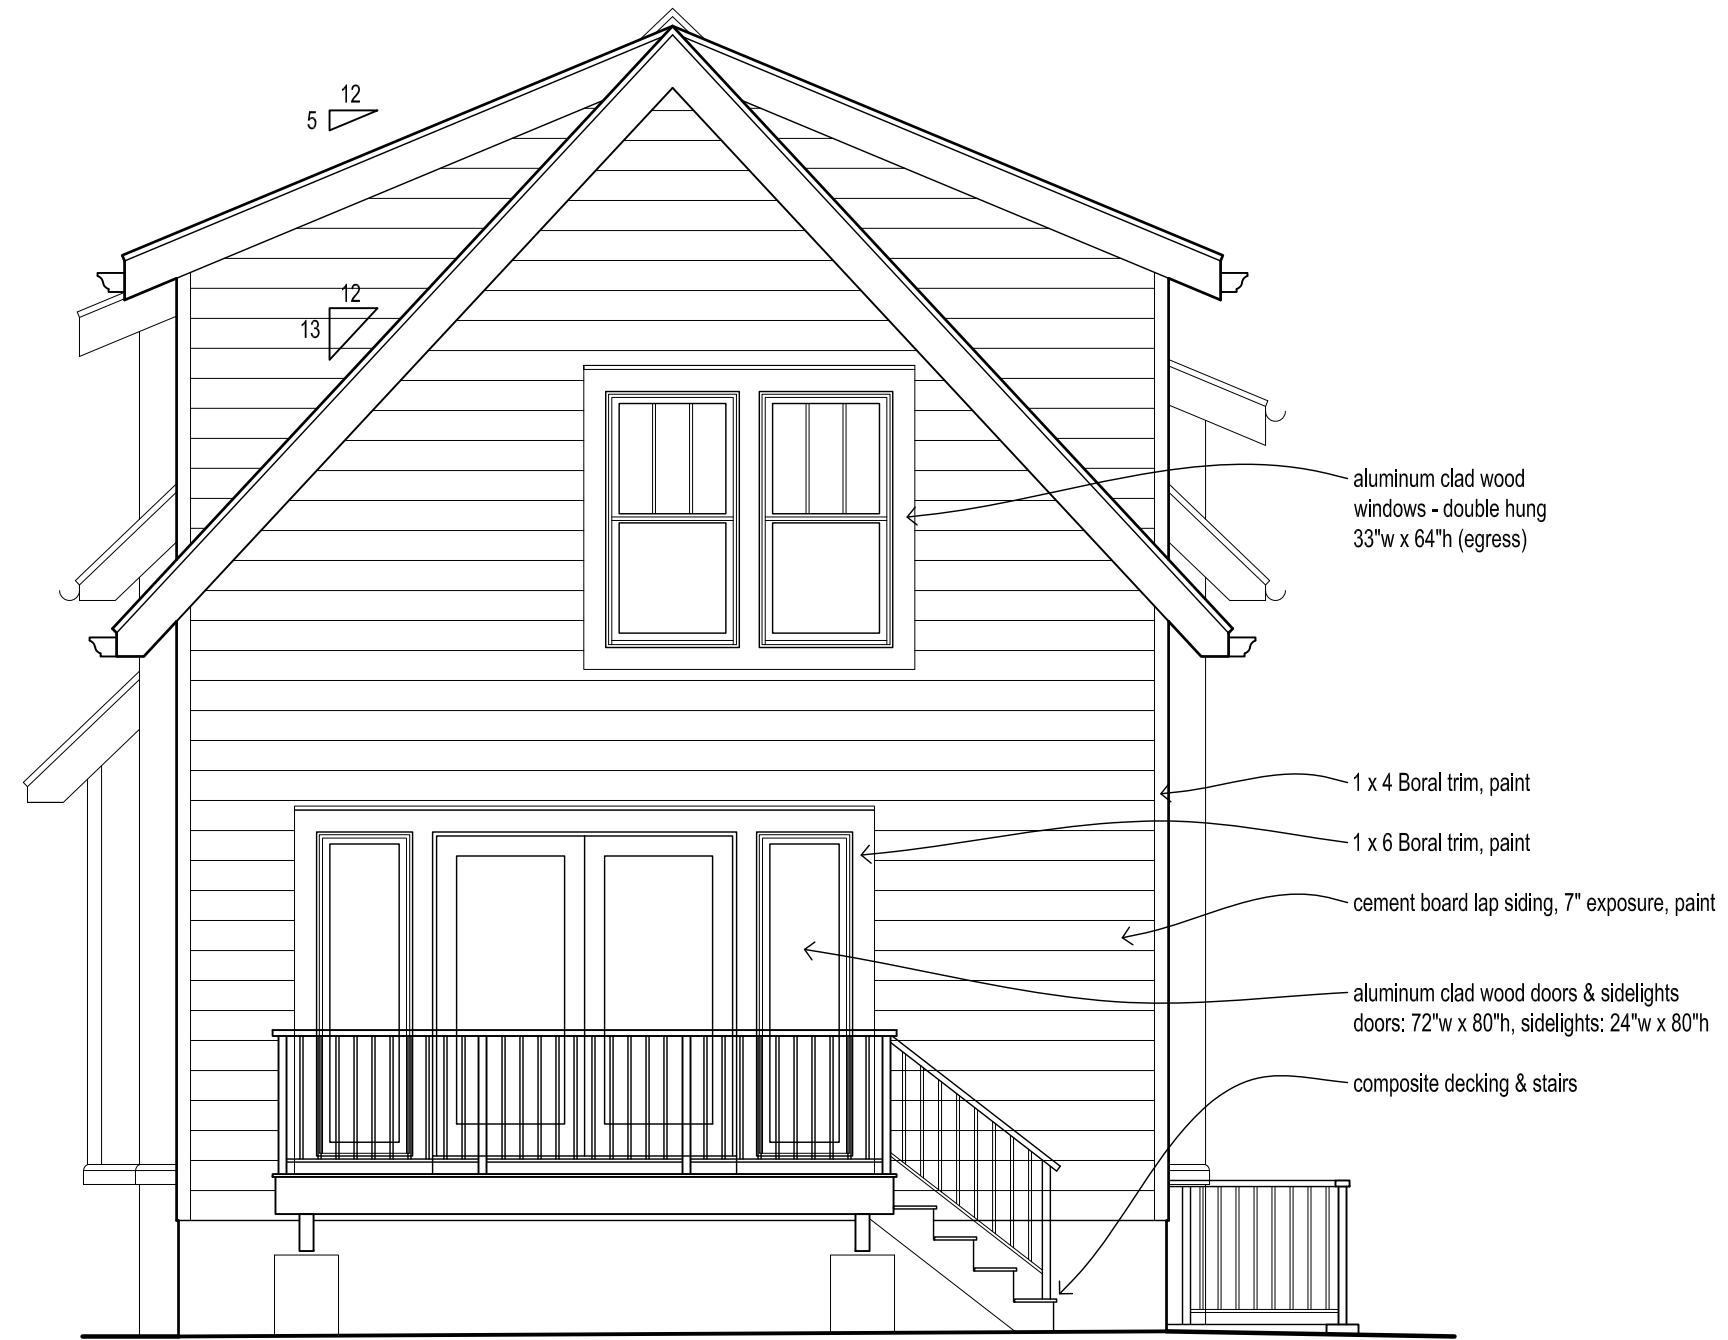 12
5
12
13
aluminum clad wood
windows - double hung
33"w x 64"h (egress)
1 x 4 Boral trim, paint
1 x 6 Boral trim, paint
cement board lap siding, 7" exposure, paint
aluminum clad wood doors & sidelights
doors: 72"w x 80"h, sidelights: 24"w x 80"h
composite decking & stairs